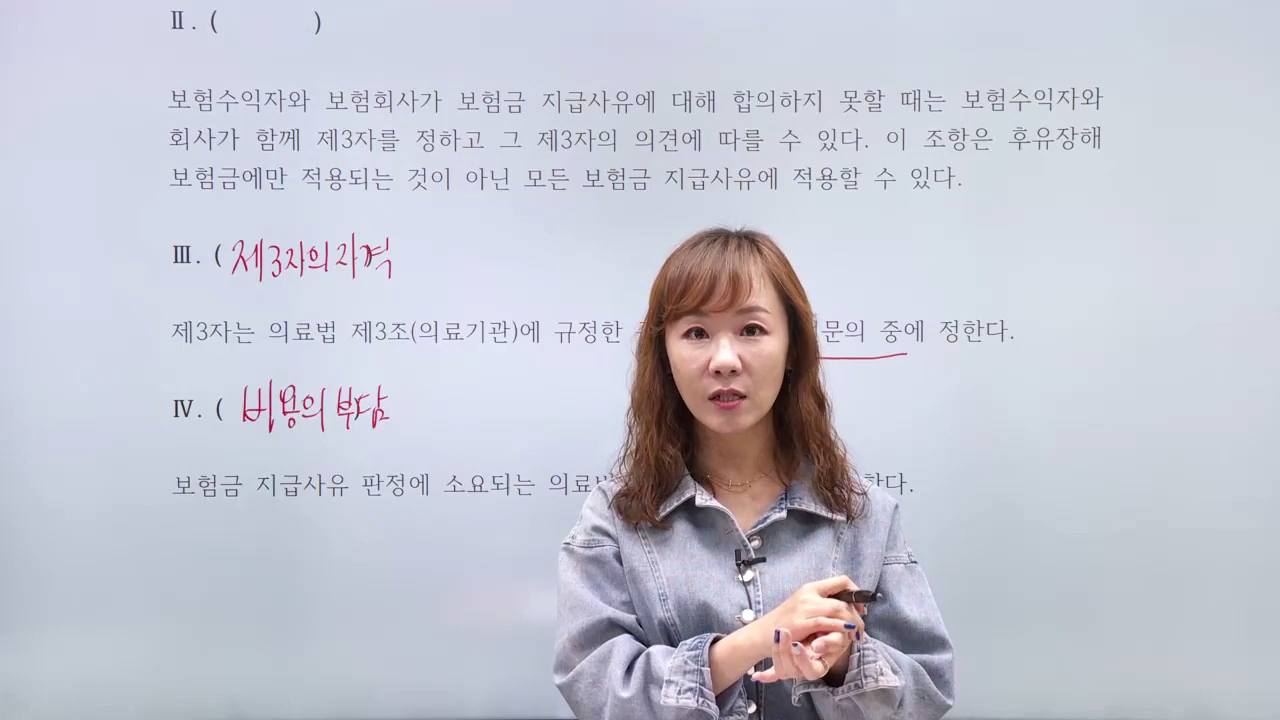 Ⅱ. ( )
보험수익자와 보험회사가 보험금 지급사유에 대해 합의하지 못할 때는 보험수익자와
회사가 함께 제3자를 정하고 그 제3자의 의견에 따를 수 있다. 이 조항은 후유장해
보험금에만 적용되는 것이 아닌 모든 보험금 지급사유에 적용할 수 있다.
Ⅲ. ( 제3자의 자격
제3자는 의료법 제3조(의료기관)에 규정한 문의 중에 정한다.
Ⅳ. ( 비용의 부담
보험금 지급사유 판정에 소요되는 한다.